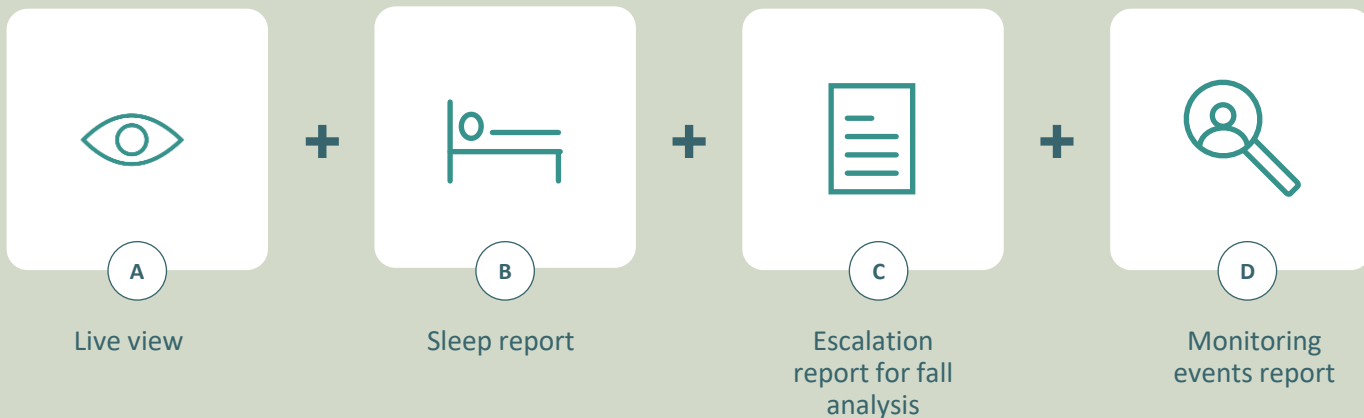 A
B
C
D
Live view
Sleep report
Escalation
report for fall
analysis
Monitoring
events report